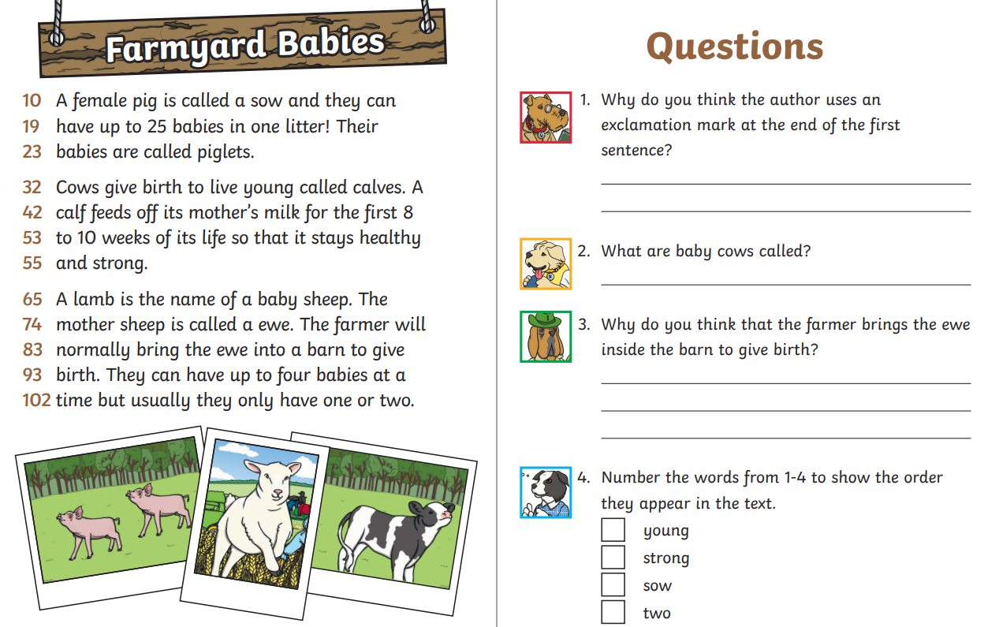 Farmyard Babies
10 A female pig is called a sow and they can
19 have up to 25 babies in one litter! Their
23 babies are called piglets.
32 Cows give birth to live young called calves. A
42 calf feeds off its mother's milk for the first 8
53 to 10 weeks of its life so that it stays healthy
55 and strong.
65 A lamb is the name of a baby sheep. The
74 mother sheep is called a ewe. The farmer will
83 normally bring the ewe into a barn to give
93 birth. They can have up to four babies at a
102 time but usually they only have one or two.
Questions
1. Why do you think the author uses an
exclamation mark at the end of the first
sentence?
2. What are baby cows called?
3. Why do you think that the farmer brings the ewe
inside the barn to give birth?
4. Number the words from 1-4 to show the order
they appear in the text.
young
strong
sow
two